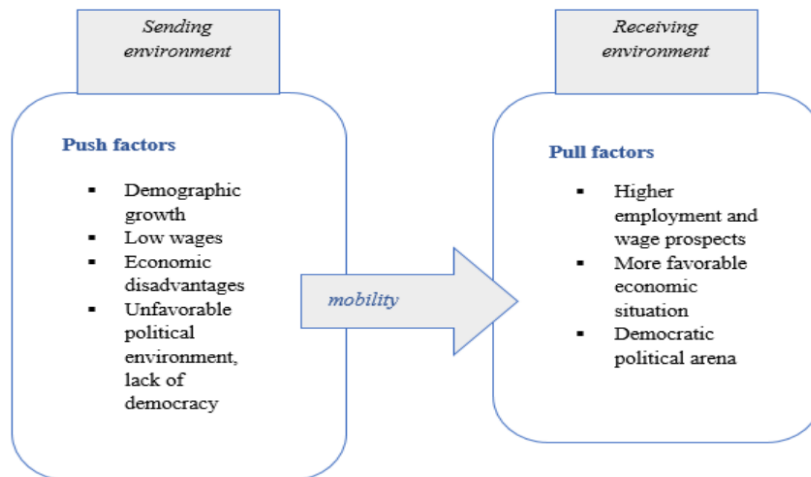 Sending
environment
Receiving
environment
Push factors
▪ Demographic
growth
▪ Low wages
▪ Economic
disadvantages
▪ Unfavorable
political
environment,
lack of
democracy
mobility
Pull factors
▪ Higher
employment and
wage prospects
▪ More favorable
economic
situation
▪ Democratic
political arena